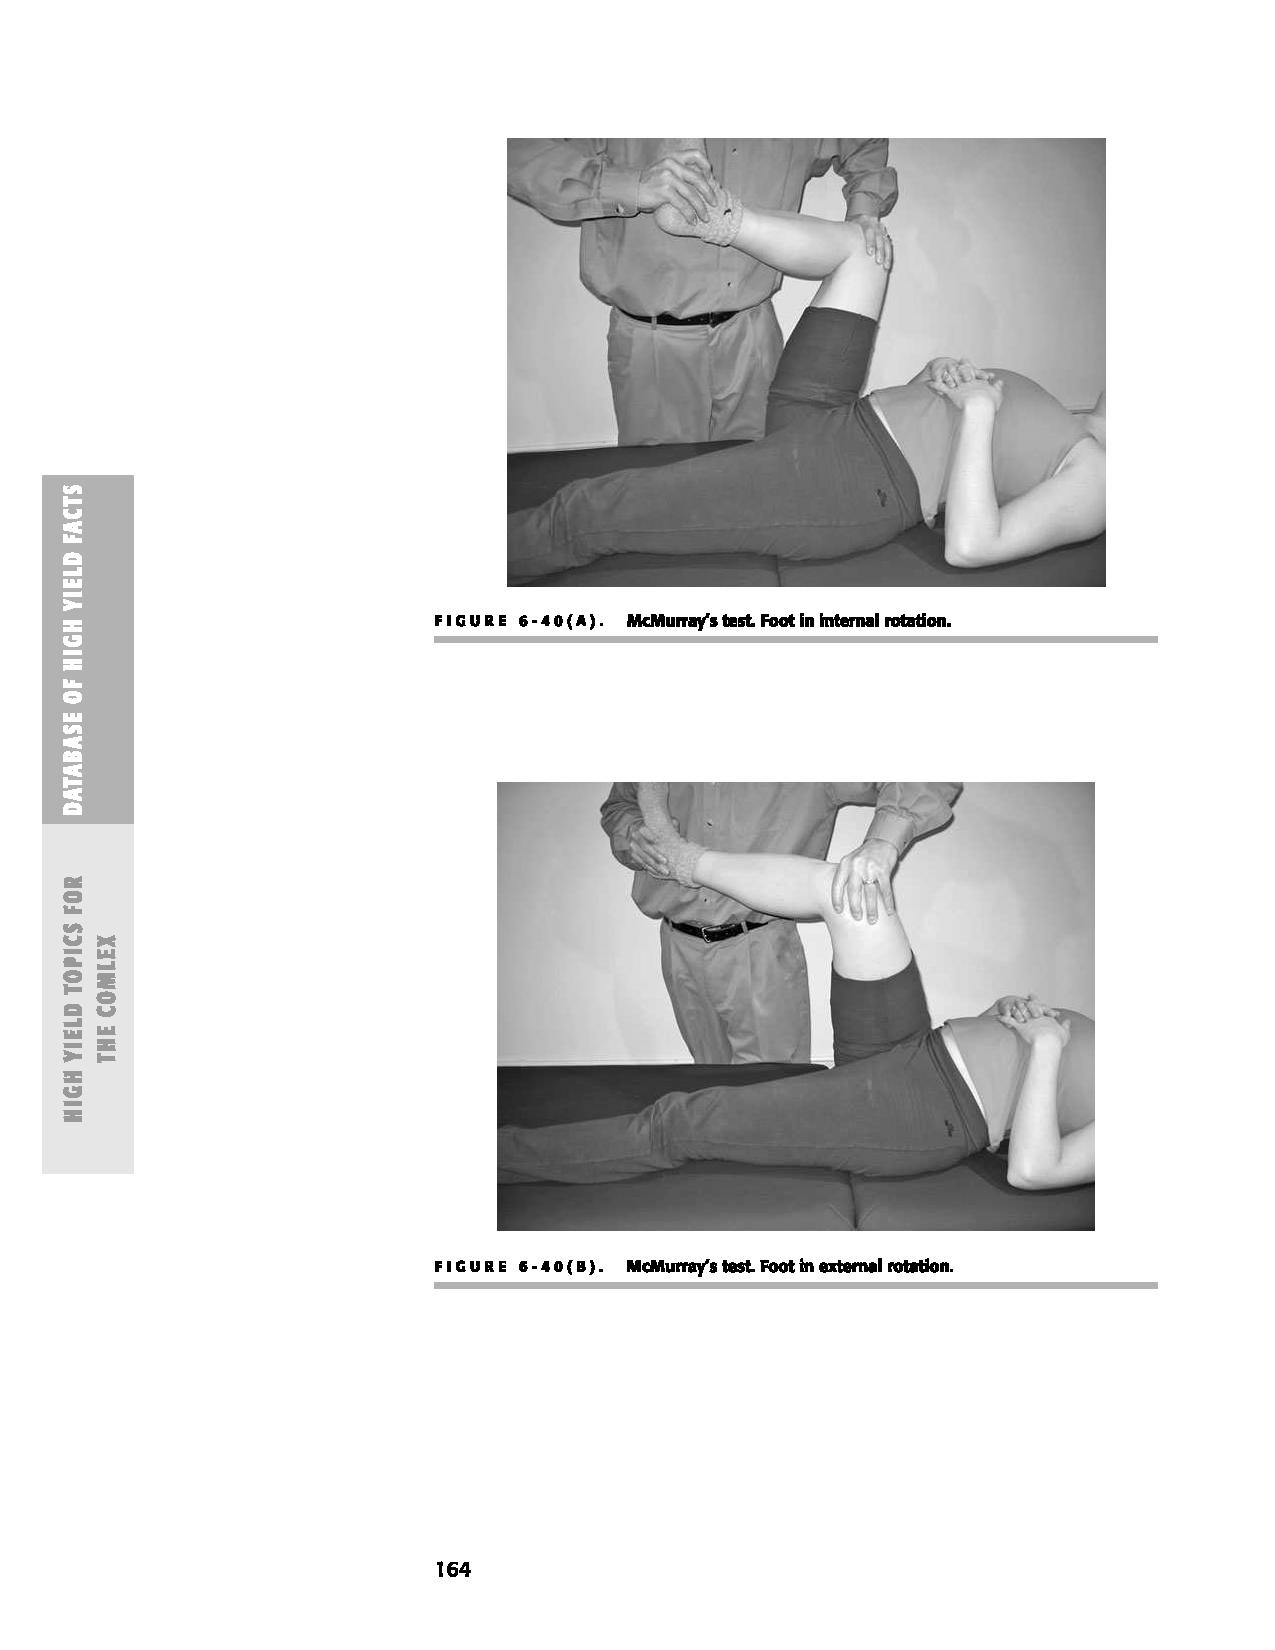 DATABASE OF HIGH YIELD FACTS
HIGH YIELD TOPICS FOR
THE COMLEX
FIGURE 6-40(A). McMurray's test. Foot in internal rotation.
FIGURE 6-40(B). McMurray's test. Foot in external rotation.
164